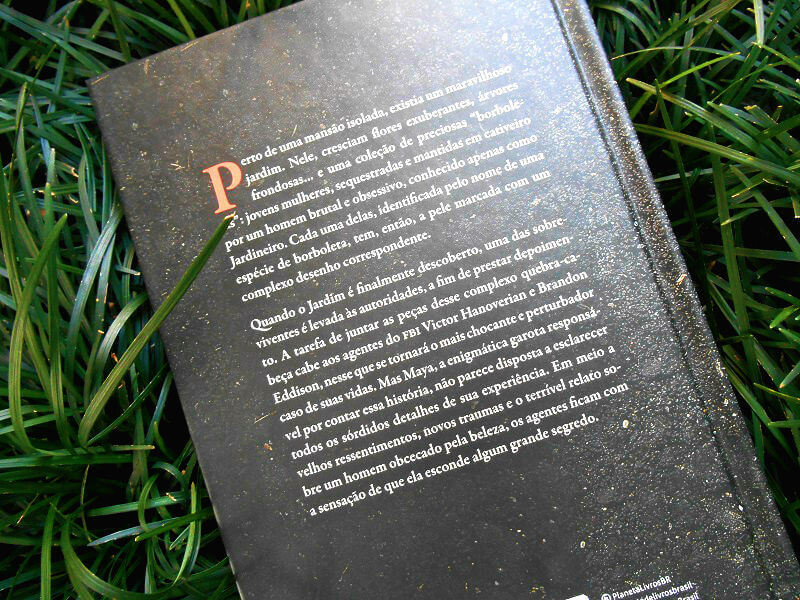 Perto de uma mansão isolada, existia um maravilhoso
jardim. Nele, cresciam flores exuberantes, árvores
frondosas... e uma coleção de preciosas “borbole-
as”: jovens mulheres, sequestradas e mantidas em cativeiro
por um homem brutal e obsessivo, conhecido apenas como
Jardineiro. Cada uma delas, identificada pelo nome de uma
espécie de borboleta, tem, então, a pele marcada com um
complexo desenho correspondente.
Quando o Jardim é finalmente descoberto, uma das sobre-
viventes é levada às autoridades, a fim de prestar depoimen-
to. A tarefa de juntar as peças desse complexo quebra-ca-
beça cabe aos agentes do FBI Victor Hanoverian e Brandon
Eddison, nesse que se tornará o mais chocante e perturbador
caso de suas vidas. Mas Maya, a enigmática garota responsá-
vel por contar essa história, não parece disposta a esclarecer
todos os sórdidos detalhes de sua experiência. Em meio a
velhos ressentimentos, novos traumas e o terrível relato so-
bre um homem obcecado pela beleza, os agentes ficam com
a sensação de que ela esconde algum grande segredo.
PlanetaLivrosBR
delivrosbrasil
Brasil